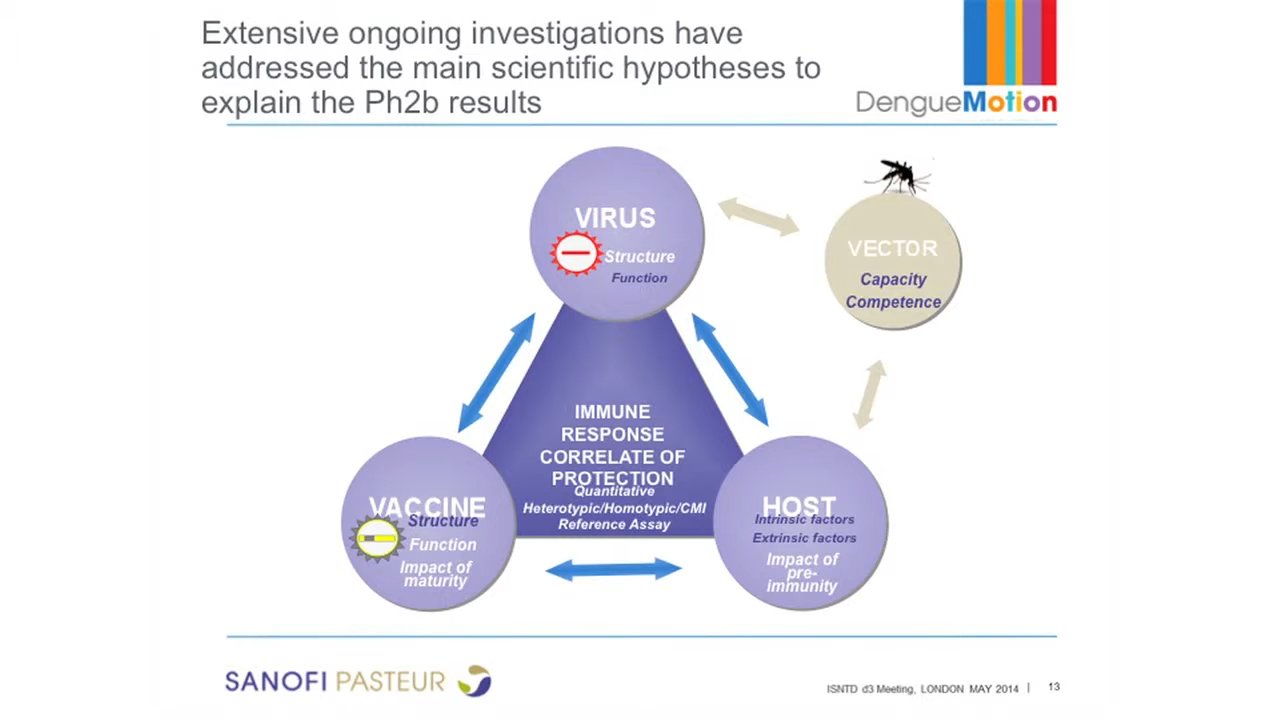 Extensive ongoing investigations have
addressed the main scientific hypotheses to
explain the Ph2b results
DengueMotion
VIRUS
Structure
Function
VECTOR
Capacity
Competence
IMMUNE
RESPONSE
CORRELATE OF
PROTECTION
Quantitative
Heterotypic/Homotypic/CMI
Reference Assay
VACCINE
Structure
Function
Impact of
maturity
HOST
Intrinsic factors
Extrinsic factors
Impact of
pre-
immunity
SANOFI PASTEUR
ISNTD d3 Meeting, LONDON MAY 2014 | 13